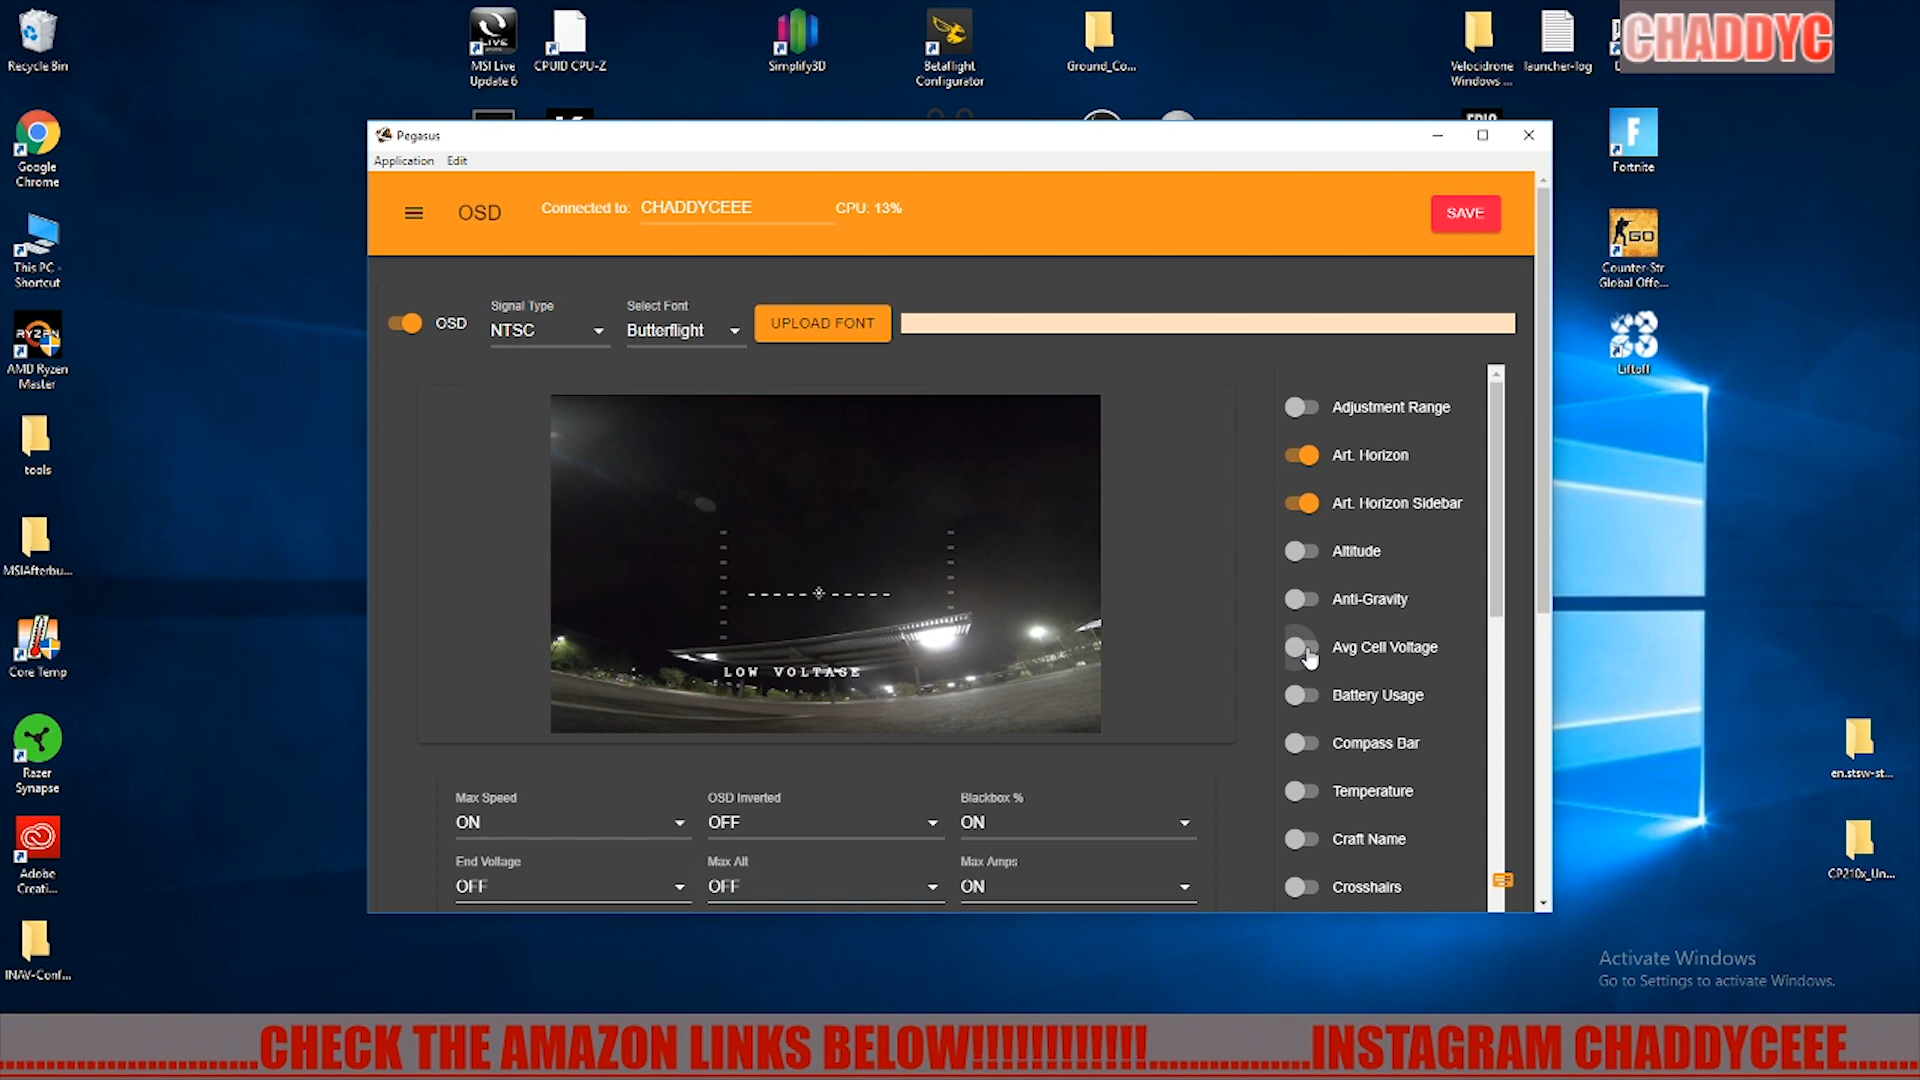 Recycle Bin
MSI Live
Update 6
CPUID CPU-Z
Simplify3D
Betaflight
Configurator
Ground_Co...
Velocidrone
Windows ...
launcher-log
CHADDYC
Google
Chrome
Fortnite
This PC -
Shortcut
Counter-Str
Global Offe...
RYZEN
AMD Ryzen
Master
Liftoff
tools
MSIAfterbu...
Core Temp
Razer
Synapse
Adobe
Creati...
INAV-Conf...
en.stsw-st...
CP210x_Un...
Pegasus
Application Edit
OSD
Connected to: CHADDYCEEE CPU: 13%
SAVE
OSD
Signal Type
NTSC
Select Font
Butterflight
UPLOAD FONT
LOW VOLTAGE
Adjustment Range
Art. Horizon
Art. Horizon Sidebar
Altitude
Anti-Gravity
Avg Cell Voltage
Battery Usage
Compass Bar
Temperature
Craft Name
Crosshairs
Max Speed
ON
OSD Inverted
OFF
Blackbox %
ON
End Voltage
OFF
Max Alt
OFF
Max Amps
ON
Activate Windows
Go to Settings to activate Windows.
......................CHECK THE AMAZON LINKS BELOW!!!!!!!!!!!!..............INSTAGRAM CHADDYCEEE.......